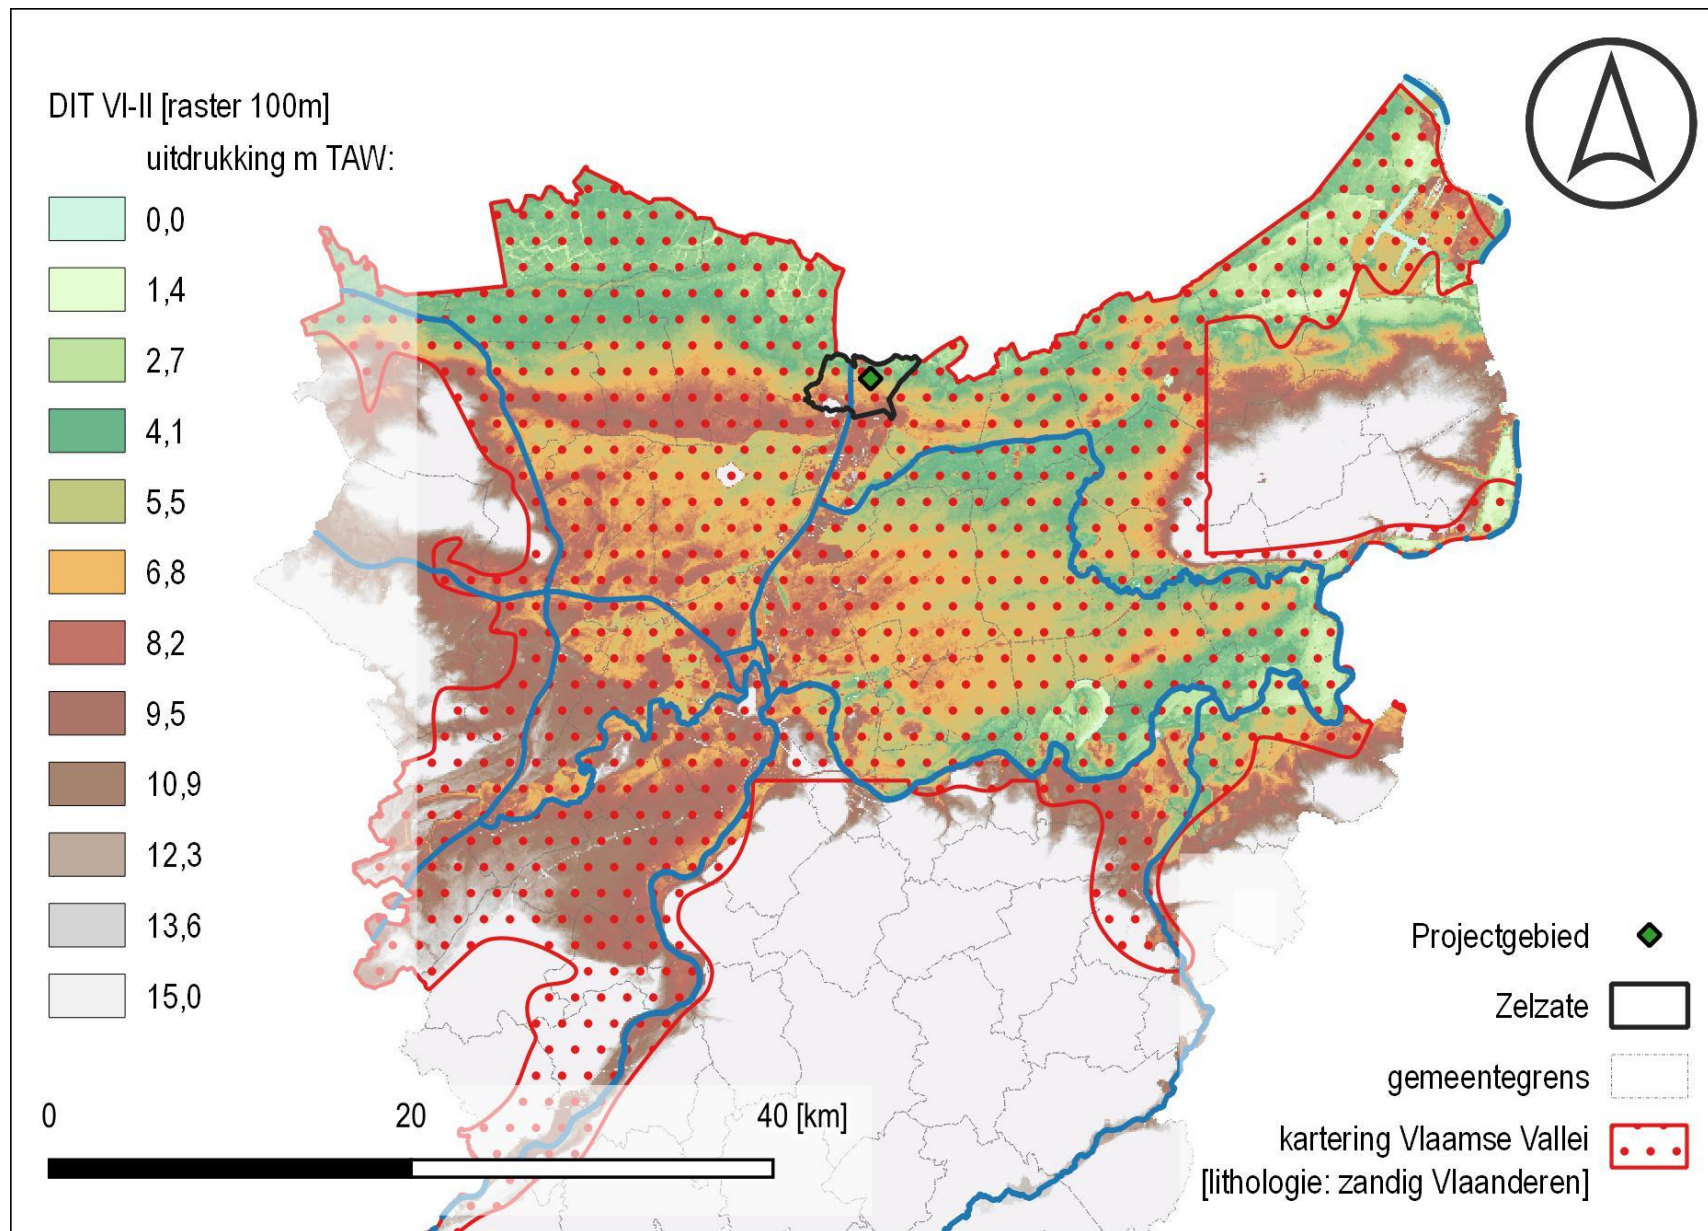 DIT VI-II [raster 100m]
uitdrukking m TAW:
0,0
1,4
2,7
4,1
5,5
6,8
8,2
9,5
10,9
12,3
13,6
15,0
0 20 40 [km]
Projectgebied
Zelzate
gemeentegrens
kartering Vlaamse Vallei
[lithologie: zandig Vlaanderen]